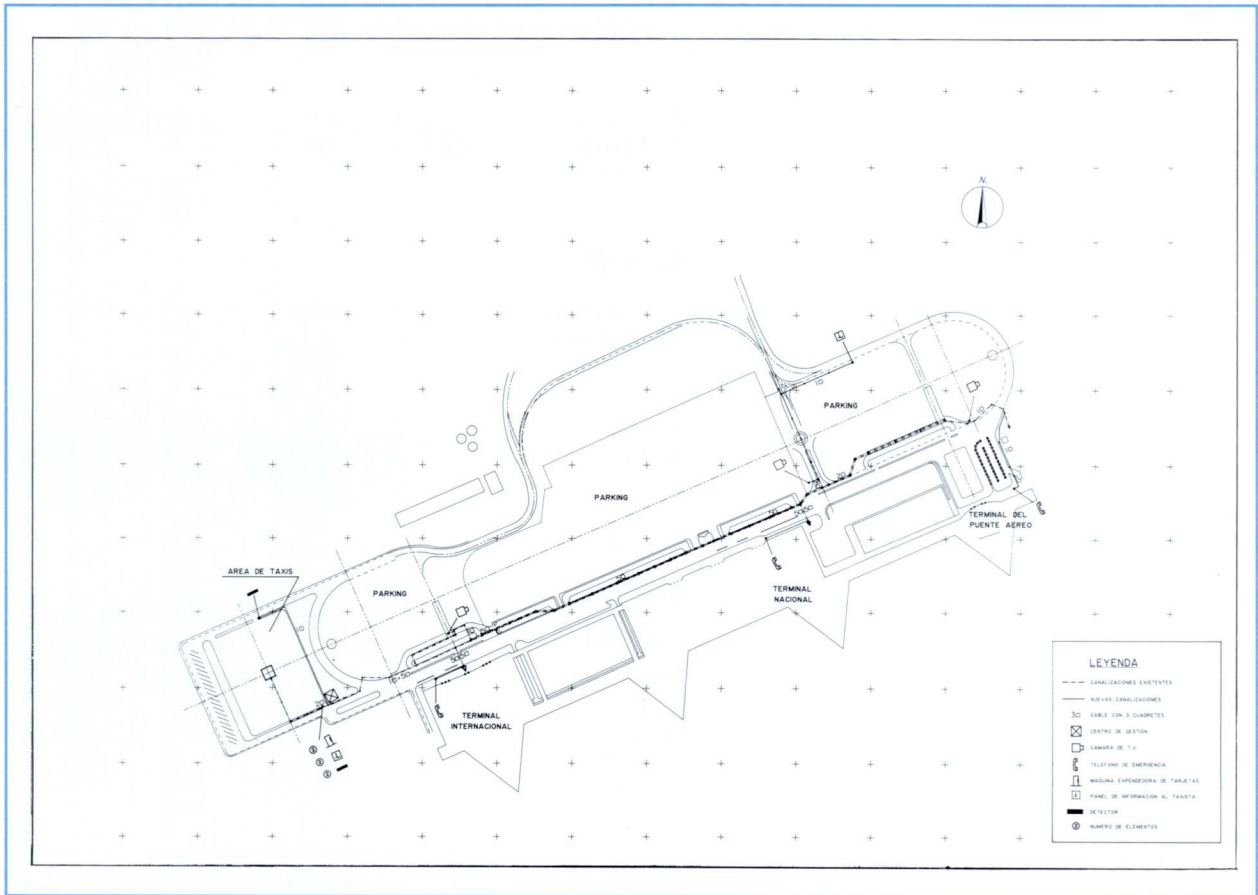 N.
PARKING
PARKING
TERMINAL DEL
PUENTE AEREO
AREA DE TAXIS
PARKING
TERMINAL
NACIONAL
TERMINAL
INTERNACIONAL
LEYENDA
CANALIZACIONES EXISTENTES
NUEVAS CANALIZACIONES
CABLE CON 3 CUADRETES
CENTRO DE GESTION
CAMARA DE T.V.
TELEFONO DE EMERGENCIA
MAQUINA EXPENDEDORA DE TARJETAS
PANEL DE INFORMACION AL TAXISTA
DETECTOR
NUMERO DE ELEMENTOS